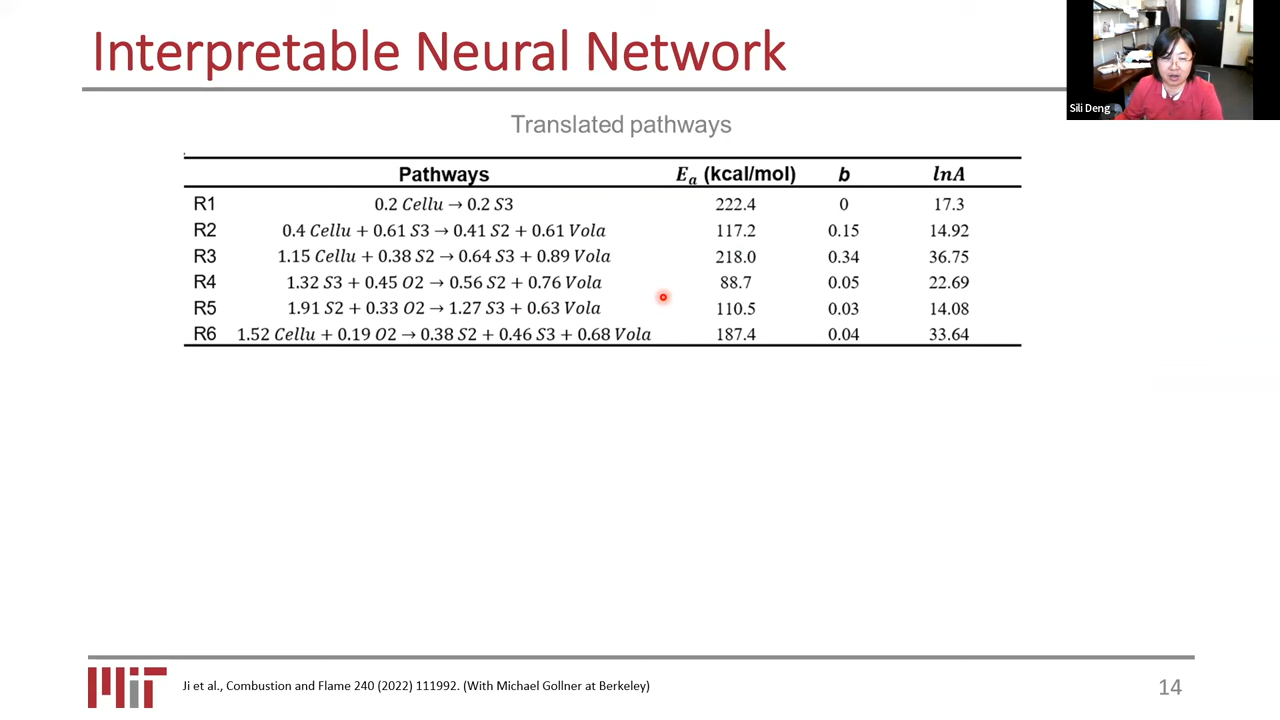 Interpretable Neural Network
Sili Deng
Translated pathways
Pathways Eₐ (kcal/mol) b lnA
R1 0.2 Cellu → 0.2 S3 222.4 0 17.3
R2 0.4 Cellu + 0.61 S3 → 0.41 S2 + 0.61 Vola 117.2 0.15 14.92
R3 1.15 Cellu + 0.38 S2 → 0.64 S3 + 0.89 Vola 218.0 0.34 36.75
R4 1.32 S3 + 0.45 O2 → 0.56 S2 + 0.76 Vola 88.7 0.05 22.69
R5 1.91 S2 + 0.33 O2 → 1.27 S3 + 0.63 Vola 110.5 0.03 14.08
R6 1.52 Cellu + 0.19 O2 → 0.38 S2 + 0.46 S3 + 0.68 Vola 187.4 0.04 33.64
MIT Ji et al., Combustion and Flame 240 (2022) 111992. (With Michael Gollner at Berkeley) 14